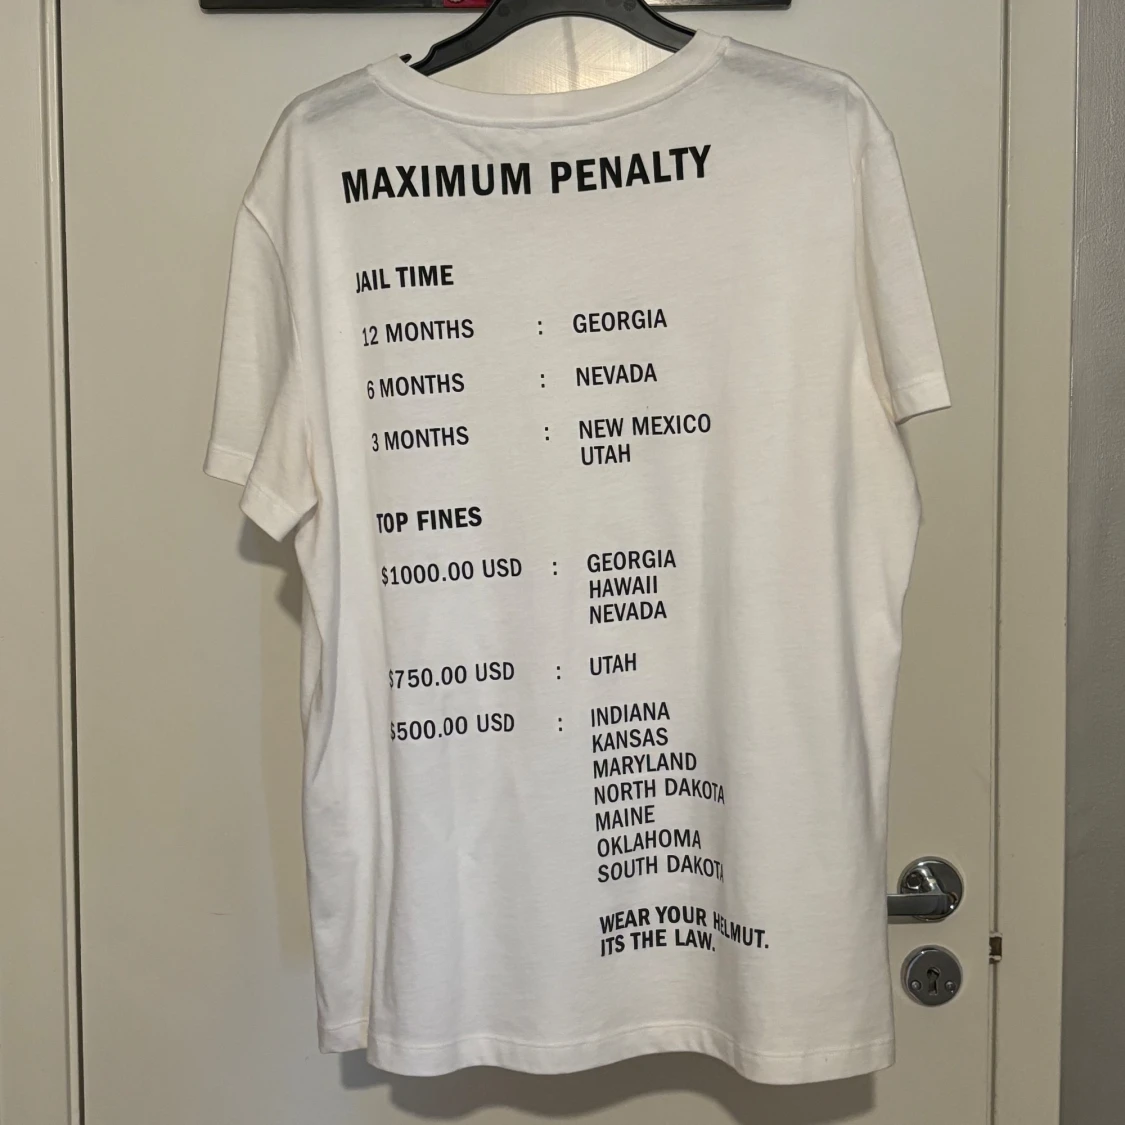 MAXIMUM PENALTY
JAIL TIME
12 MONTHS : GEORGIA
6 MONTHS : NEVADA
3 MONTHS : NEW MEXICO
UTAH
TOP FINES
$1000.00 USD : GEORGIA
HAWAII
NEVADA
$750.00 USD : UTAH
$500.00 USD : INDIANA
KANSAS
MARYLAND
NORTH DAKOTA
MAINE
OKLAHOMA
SOUTH DAKOTA
WEAR YOUR HELMUT.
ITS THE LAW.